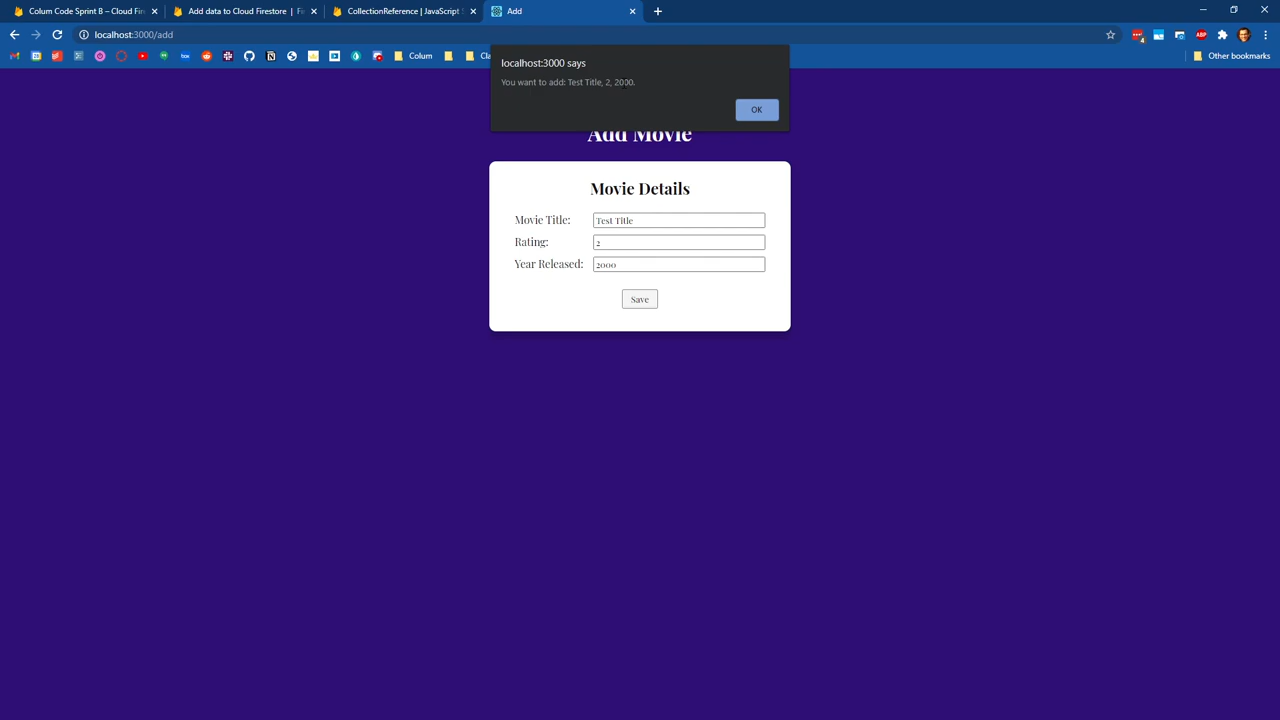 Colum Code Sprint B – Cloud Fir
Add data to Cloud Firestore | Fi
CollectionReference | JavaScript S
Add
localhost:3000/add
Colum
Cla
Other bookmarks
localhost:3000 says
You want to add: Test Title, 2, 2000.
OK
Add Movie
Movie Details
Movie Title: Test Title
Rating: 2
Year Released: 2000
Save